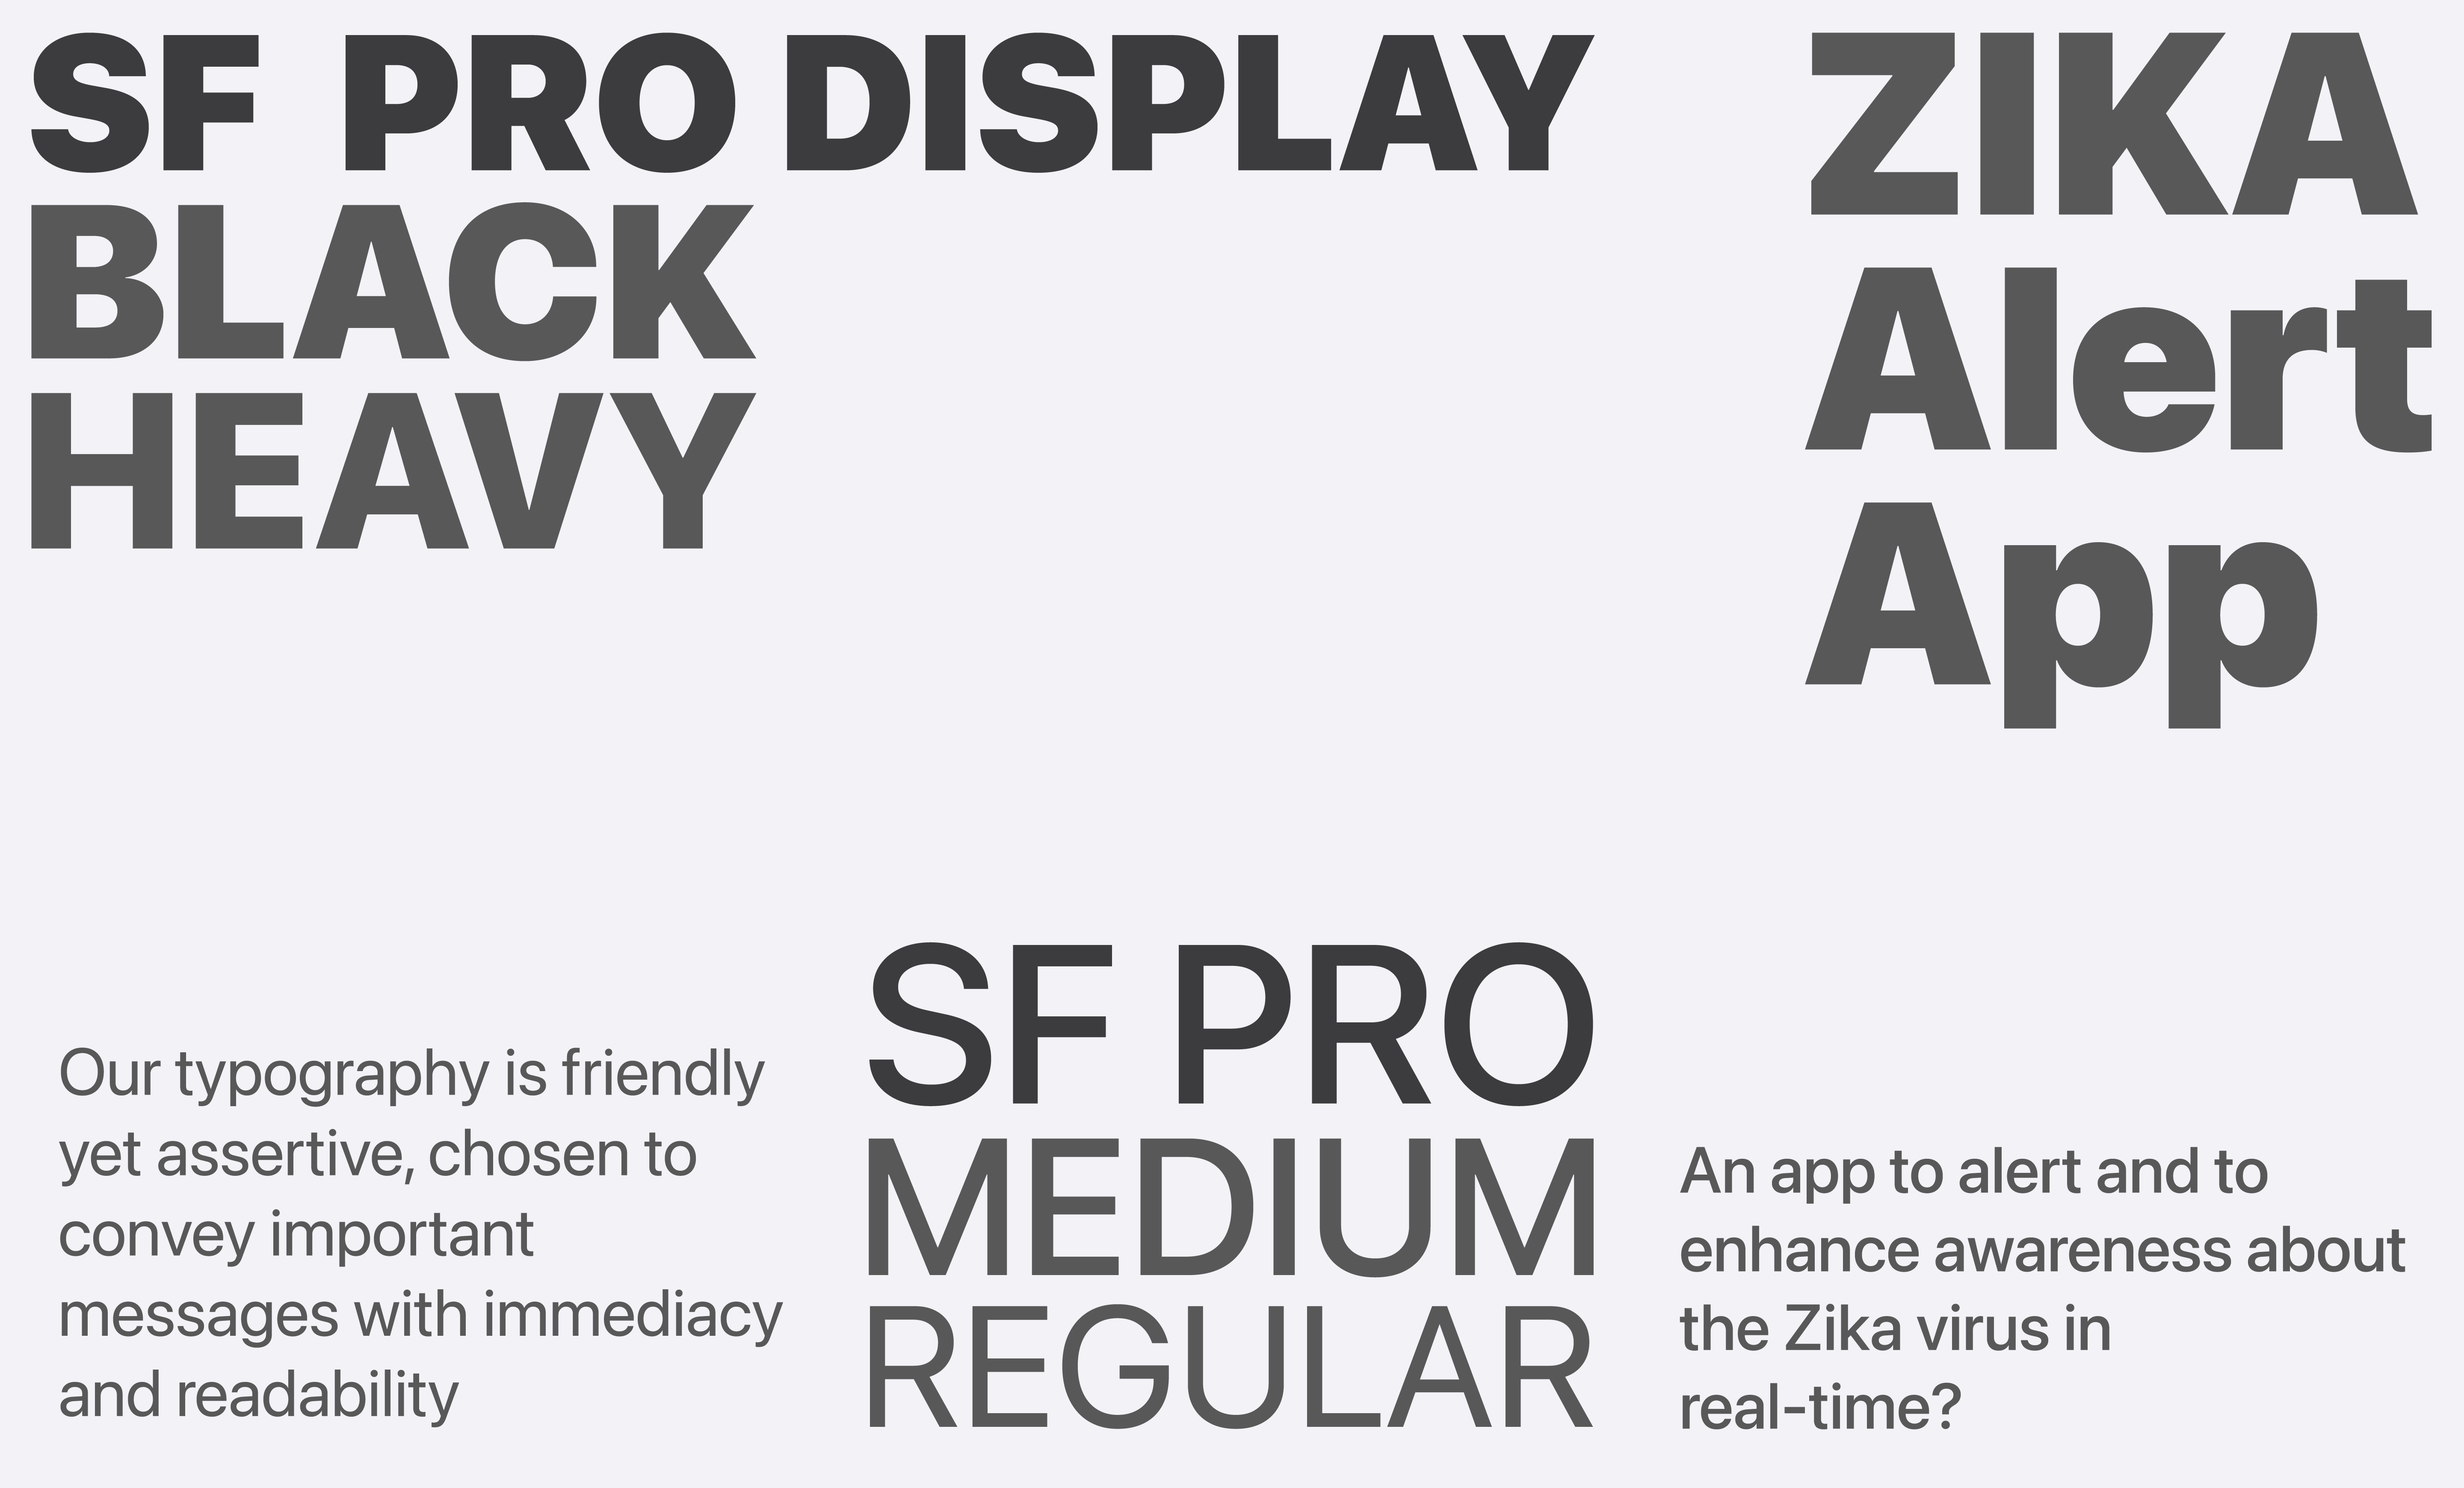 SF PRO DISPLAY
BLACK
HEAVY
ZIKA
Alert
App
Our typography is friendly
yet assertive, chosen to
convey important
messages with immediacy
and readability
SF PRO
MEDIUM
REGULAR
An app to alert and to
enhance awareness about
the Zika virus in
real-time?